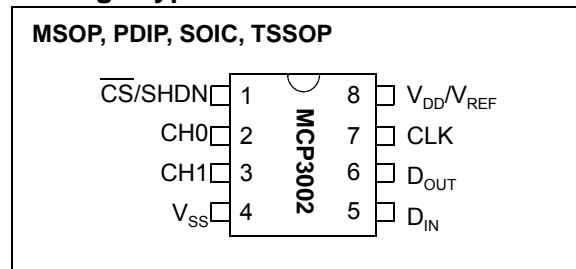 MSOP, PDIP, SOIC, TSSOP
CS/SHDN 1 8 VDD/VREF
CH0 2 7 CLK
CH1 3 6 DOUT
VSS 4 5 DIN
MCP3002